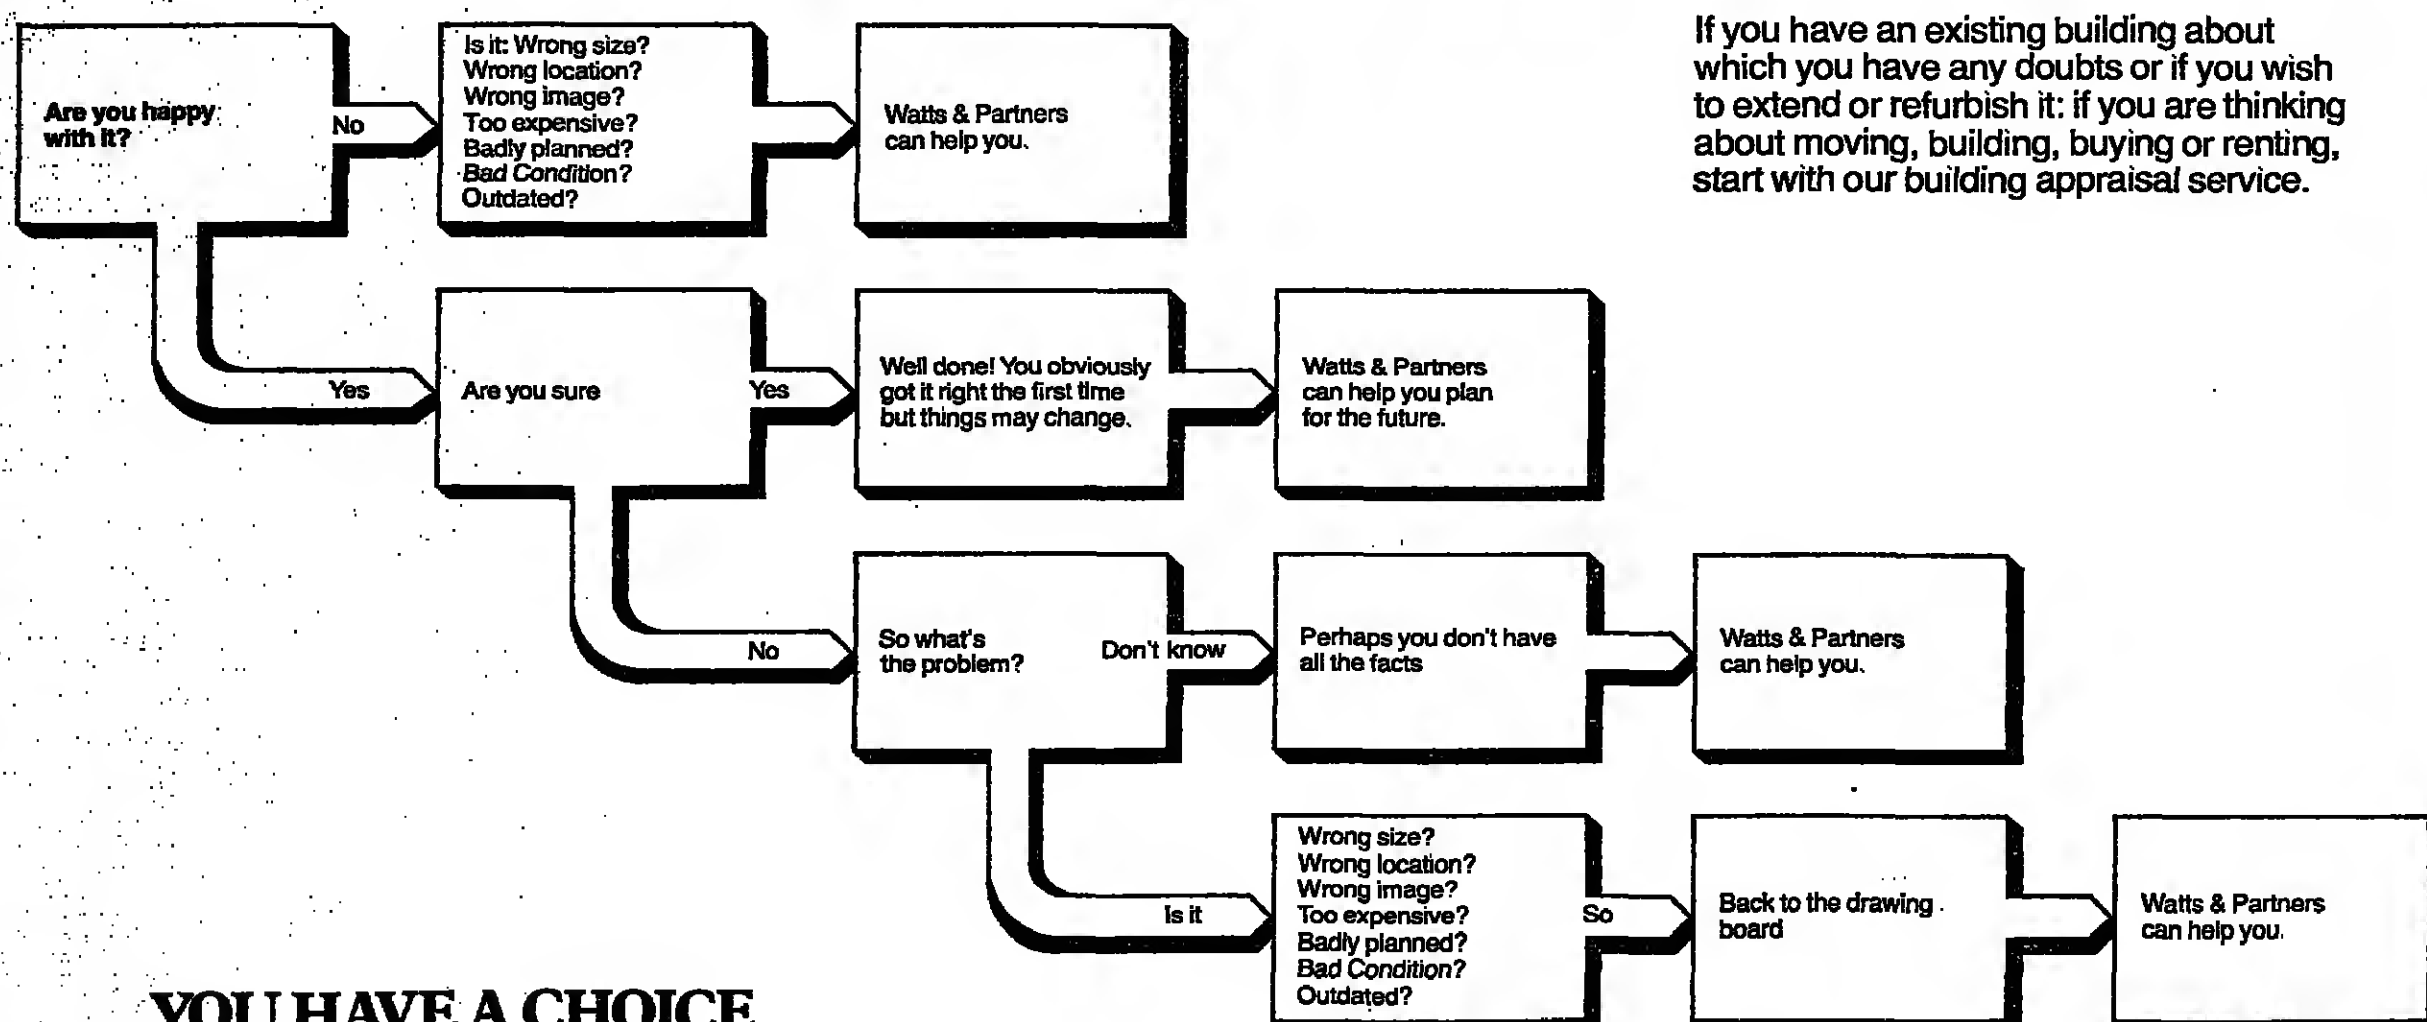 Are you happy
with it?
No
Is it: Wrong size?
Wrong location?
Wrong image?
Too expensive?
Badly planned?
Bad Condition?
Outdated?
Watts & Partners
can help you.
If you have an existing building about
which you have any doubts or if you wish
to extend or refurbish it: if you are thinking
about moving, building, buying or renting,
start with our building appraisal service.
Yes
Are you sure
Yes
Well done! You obviously
got it right the first time
but things may change.
Watts & Partners
can help you plan
for the future.
No
So what's
the problem?
Don't know
Perhaps you don't have
all the facts
Watts & Partners
can help you.
Is it
Wrong size?
Wrong location?
Wrong image?
Too expensive?
Badly planned?
Bad Condition?
Outdated?
So
Back to the drawing
board
Watts & Partners
can help you.
YOU HAVE A CHOICE